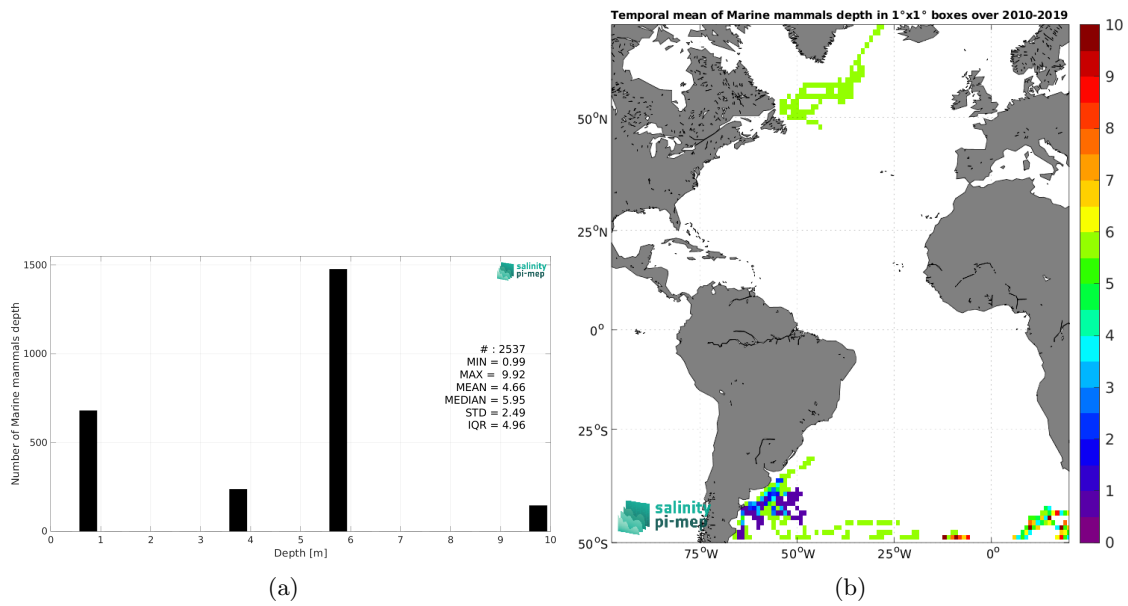 Number of Marine mammals depth
1500
1000
500
0
0 1 2 3 4 5 6 7 8 9 10
Depth [m]
salinity
pi-mep
# : 2537
MIN = 0.99
MAX = 9.92
MEAN = 4.66
MEDIAN = 5.95
STD = 2.49
IQR = 4.96
(a)
Temporal mean of Marine mammals depth in 1°x1° boxes over 2010-2019
50°N
25°N
0°
25°S
50°S
75°W 50°W 25°W 0°
salinity
pi-mep
10
9
8
7
6
5
4
3
2
1
0
(b)